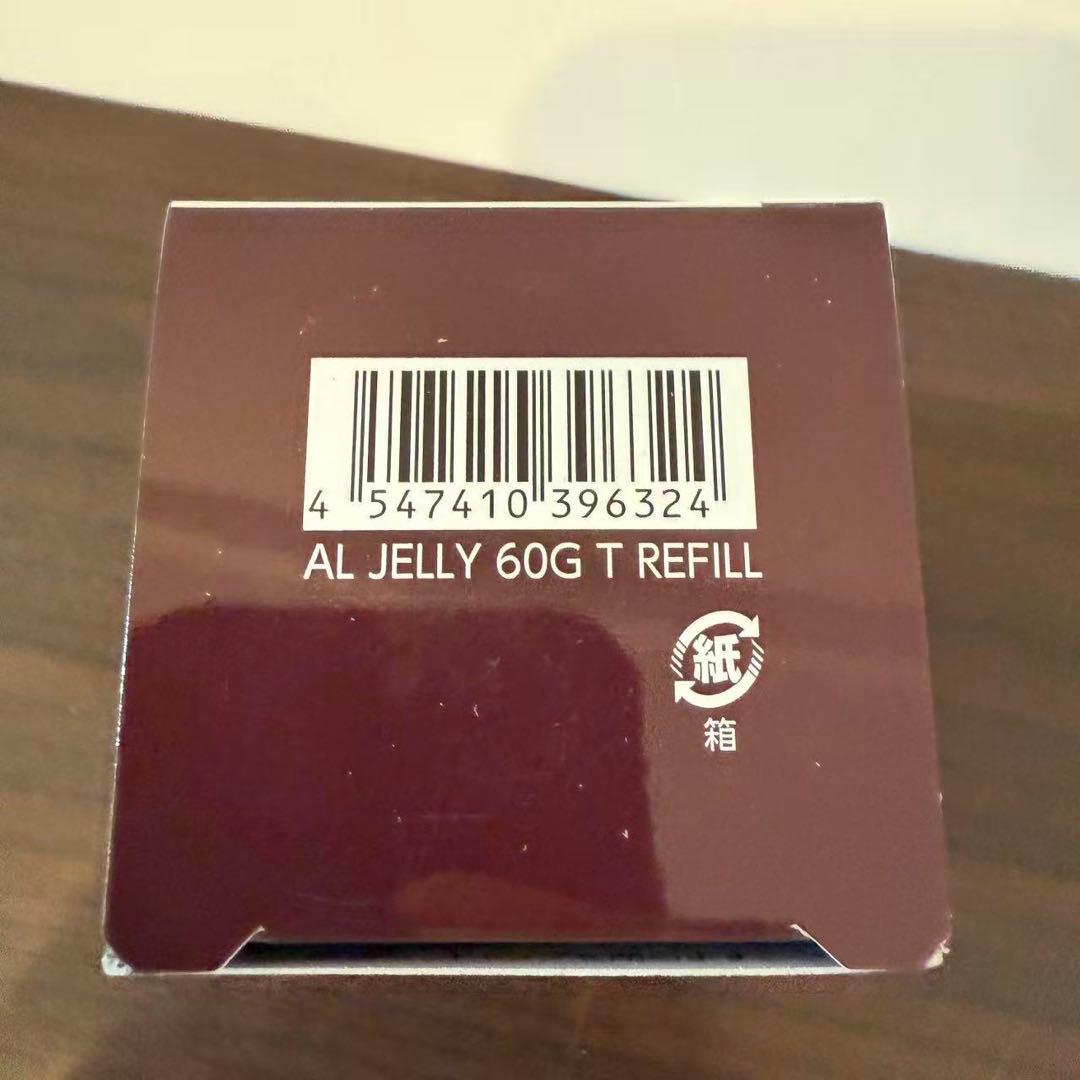 4 547410 396324
AL JELLY 60G T REFILL
紙
箱